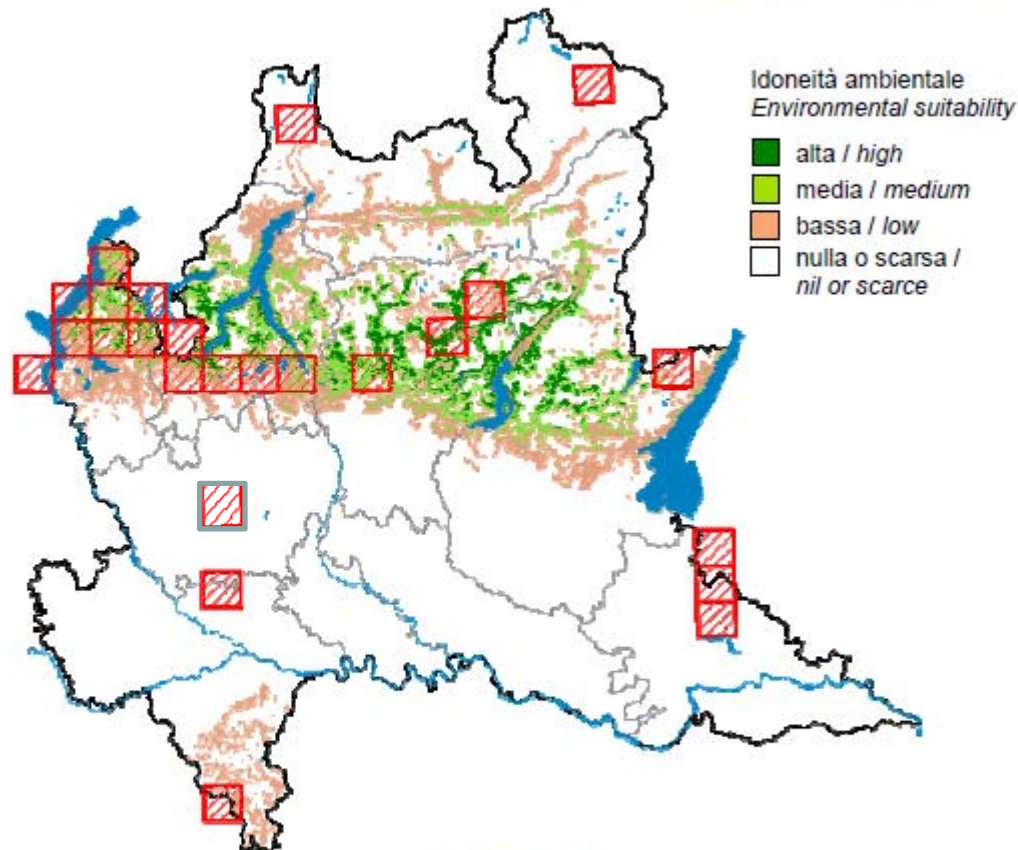 Idoneità ambientale
Environmental suitability
alta / high
media / medium
bassa / low
nulla o scarsa /
nil or scarce